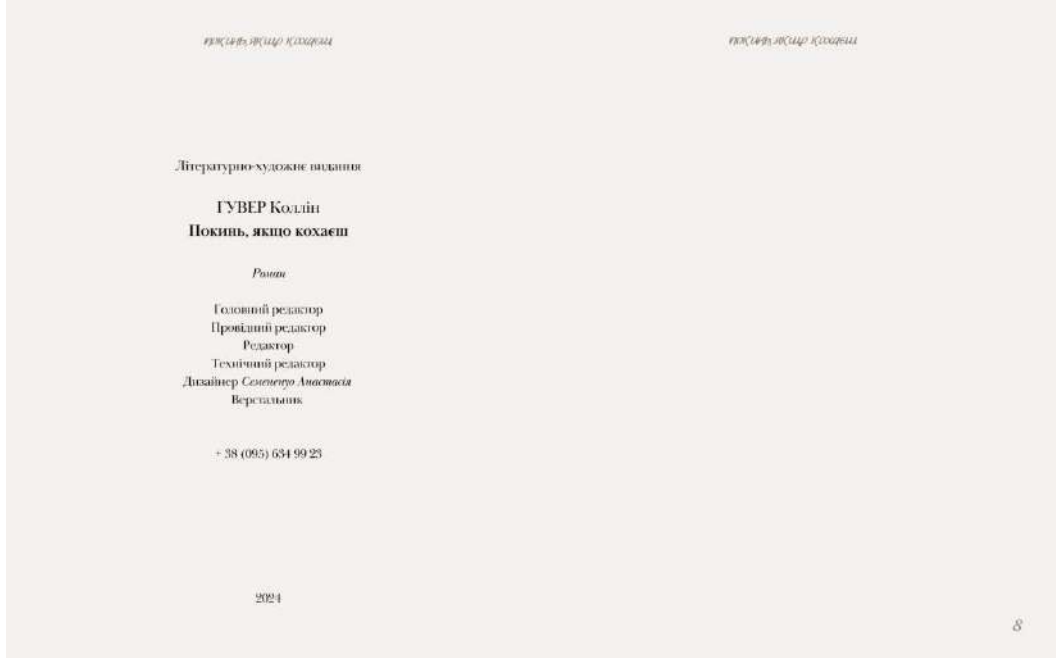 покинь, якщо кохаєш
Літературно-художнє видання
ГУВЕР Коллін
Покинь, якщо кохаєш
Роман
Головний редактор
Провідний редактор
Редактор
Технічний редактор
Дизайнер Анастасія
Верстальник
+ 38 (095) 634 99 23
2024
покинь, якщо кохаєш
8